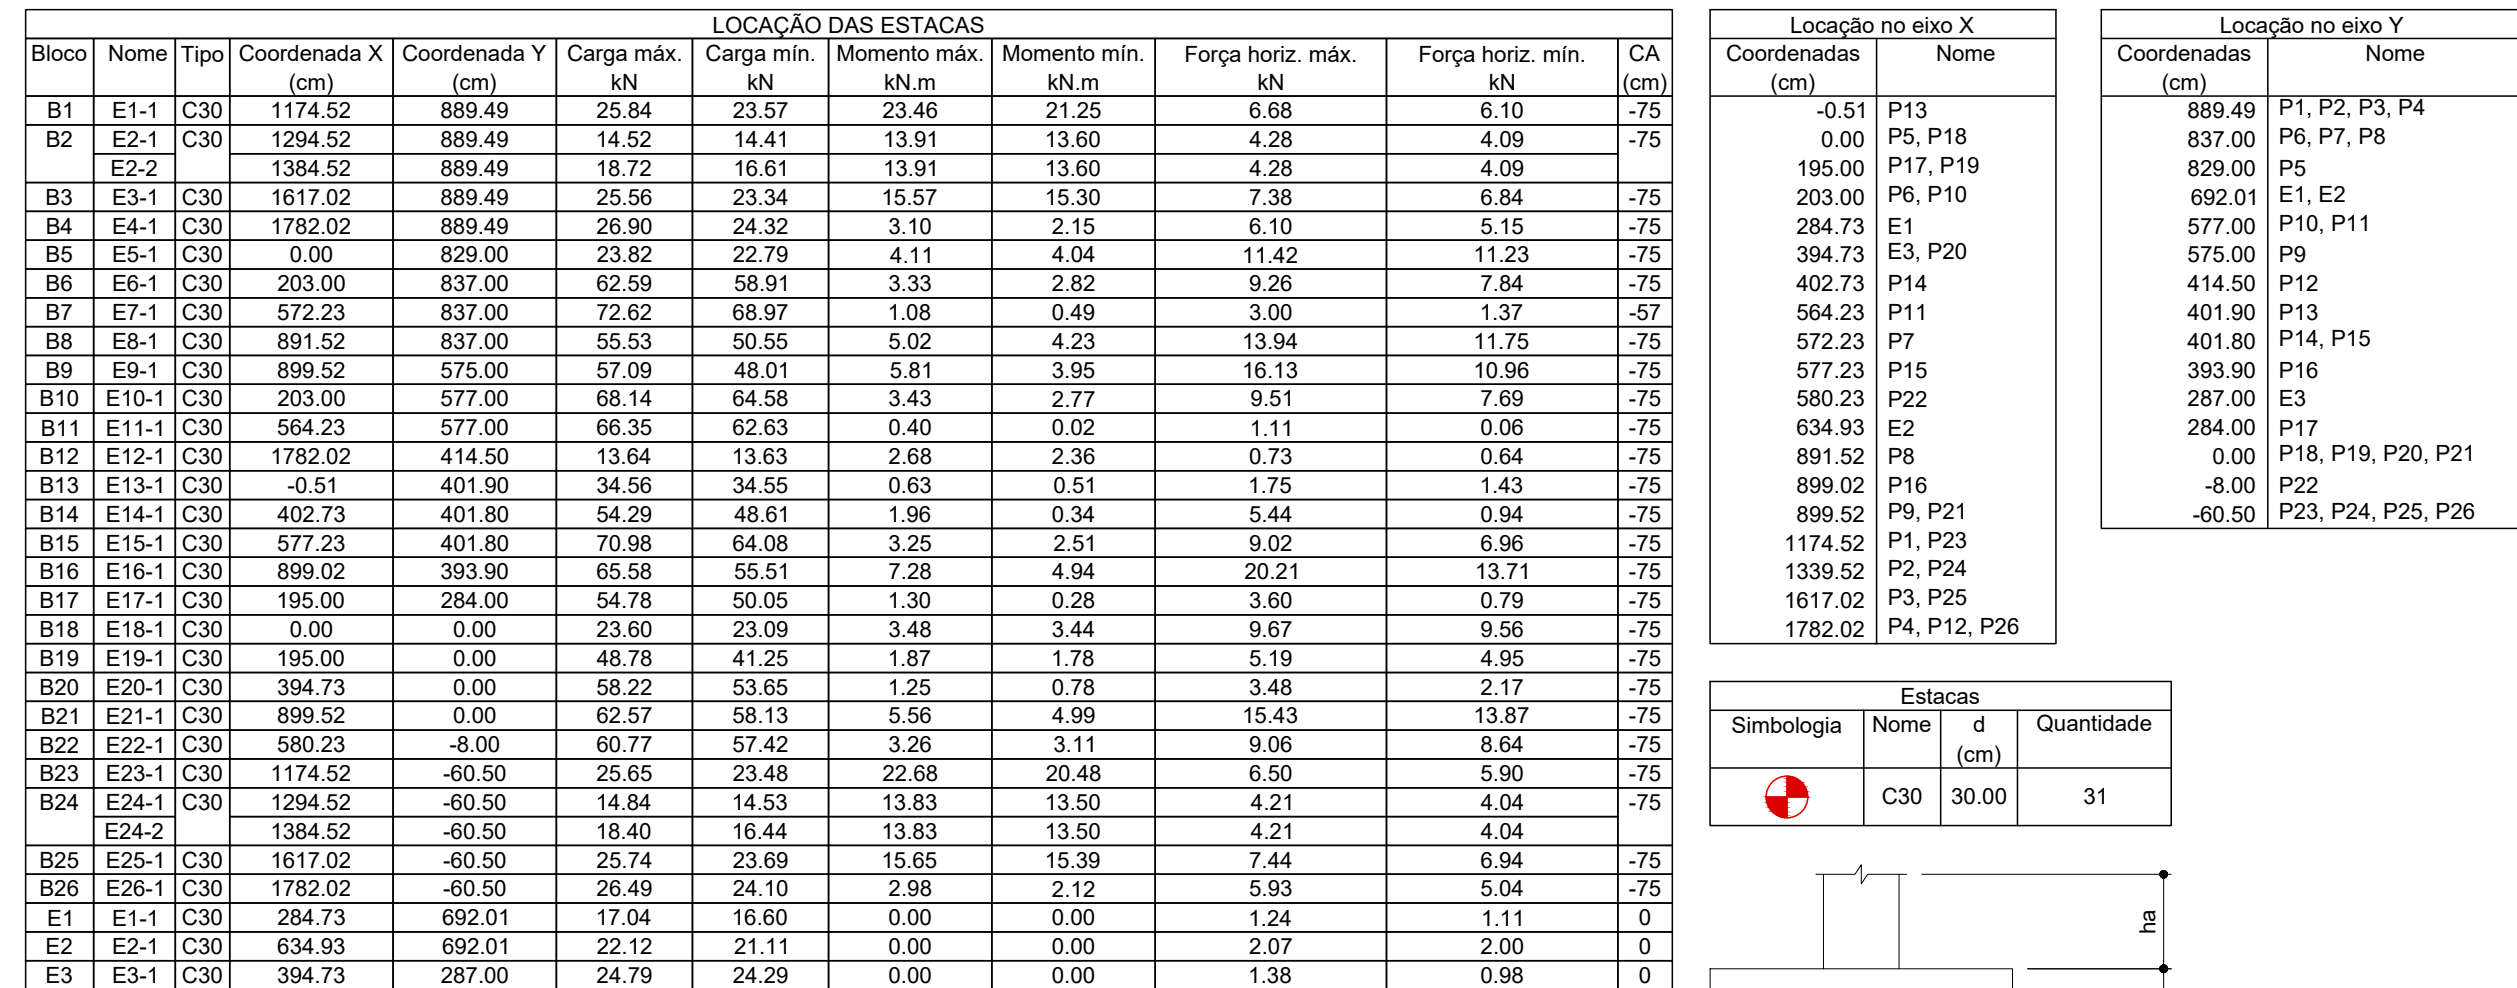 LOCAÇÃO DAS ESTACAS
Bloco Nome Tipo Coordenada X Coordenada Y Carga máx. Carga mín. Momento máx. Momento mín. Força horiz. máx. Força horiz. mín. CA
(cm) (cm) kN kN kN.m kN.m kN kN (cm)
B1 E1-1 C30 1174.52 889.49 25.84 23.57 23.46 21.25 6.68 6.10 -75
B2 E2-1 C30 1294.52 889.49 14.52 14.41 13.91 13.60 4.28 4.09 -75
E2-2 1384.52 889.49 18.72 16.61 13.91 13.60 4.28 4.09
B3 E3-1 C30 1617.02 889.49 25.56 23.34 15.57 15.30 7.38 6.84 -75
B4 E4-1 C30 1782.02 889.49 26.90 24.32 3.10 2.15 6.10 5.15 -75
B5 E5-1 C30 0.00 829.00 23.82 22.79 4.11 4.04 11.42 11.23 -75
B6 E6-1 C30 203.00 837.00 62.59 58.91 3.33 2.82 9.26 7.84 -75
B7 E7-1 C30 572.23 837.00 72.62 68.97 1.08 0.49 3.00 1.37 -57
B8 E8-1 C30 891.52 837.00 55.53 50.55 5.02 4.23 13.94 11.75 -75
B9 E9-1 C30 899.52 575.00 57.09 48.01 5.81 3.95 16.13 10.96 -75
B10 E10-1 C30 203.00 577.00 68.14 64.58 3.43 2.77 9.51 7.69 -75
B11 E11-1 C30 564.23 577.00 66.35 62.63 0.40 0.02 1.11 0.06 -75
B12 E12-1 C30 1782.02 414.50 13.64 13.63 2.68 2.36 0.73 0.64 -75
B13 E13-1 C30 -0.51 401.90 34.56 34.55 0.63 0.51 1.75 1.43 -75
B14 E14-1 C30 402.73 401.80 54.29 48.61 1.96 0.34 5.44 0.94 -75
B15 E15-1 C30 577.23 401.80 70.98 64.08 3.25 2.51 9.02 6.96 -75
B16 E16-1 C30 899.02 393.90 65.58 55.51 7.28 4.94 20.21 13.71 -75
B17 E17-1 C30 195.00 284.00 54.78 50.05 1.30 0.28 3.60 0.79 -75
B18 E18-1 C30 0.00 0.00 23.60 23.09 3.48 3.44 9.67 9.56 -75
B19 E19-1 C30 195.00 0.00 48.78 41.25 1.87 1.78 5.19 4.95 -75
B20 E20-1 C30 394.73 0.00 58.22 53.65 1.25 0.78 3.48 2.17 -75
B21 E21-1 C30 899.52 0.00 62.57 58.13 5.56 4.99 15.43 13.87 -75
B22 E22-1 C30 580.23 -8.00 60.77 57.42 3.26 3.11 9.06 8.64 -75
B23 E23-1 C30 1174.52 -60.50 25.65 23.48 22.68 20.48 6.50 5.90 -75
B24 E24-1 C30 1294.52 -60.50 14.84 14.53 13.83 13.50 4.21 4.04 -75
E24-2 1384.52 -60.50 18.40 16.44 13.83 13.50 4.21 4.04
B25 E25-1 C30 1617.02 -60.50 25.74 23.69 15.65 15.39 7.44 6.94 -75
B26 E26-1 C30 1782.02 -60.50 26.49 24.10 2.98 2.12 5.93 5.04 -75
E1 E1-1 C30 284.73 692.01 17.04 16.60 0.00 0.00 1.24 1.11 0
E2 E2-1 C30 634.93 692.01 22.12 21.11 0.00 0.00 2.07 2.00 0
E3 E3-1 C30 394.73 287.00 24.79 24.29 0.00 0.00 1.38 0.98 0
Locação no eixo X
Coordenadas Nome
(cm)
-0.51 P13
0.00 P5, P18
195.00 P17, P19
203.00 P6, P10
284.73 E1
394.73 E3, P20
402.73 P14
564.23 P11
572.23 P7
577.23 P15
580.23 P22
634.93 E2
891.52 P8
899.02 P16
899.52 P9, P21
1174.52 P1, P23
1339.52 P2, P24
1617.02 P3, P25
1782.02 P4, P12, P26
Locação no eixo Y
Coordenadas Nome
(cm)
889.49 P1, P2, P3, P4
837.00 P6, P7, P8
829.00 P5
692.01 E1, E2
577.00 P10, P11
575.00 P9
414.50 P12
401.90 P13
401.80 P14, P15
393.90 P16
287.00 E3
284.00 P17
0.00 P18, P19, P20, P21
-8.00 P22
-60.50 P23, P24, P25, P26
Estacas
Simbologia Nome d Quantidade
(cm)
C30 30.00 31
ha